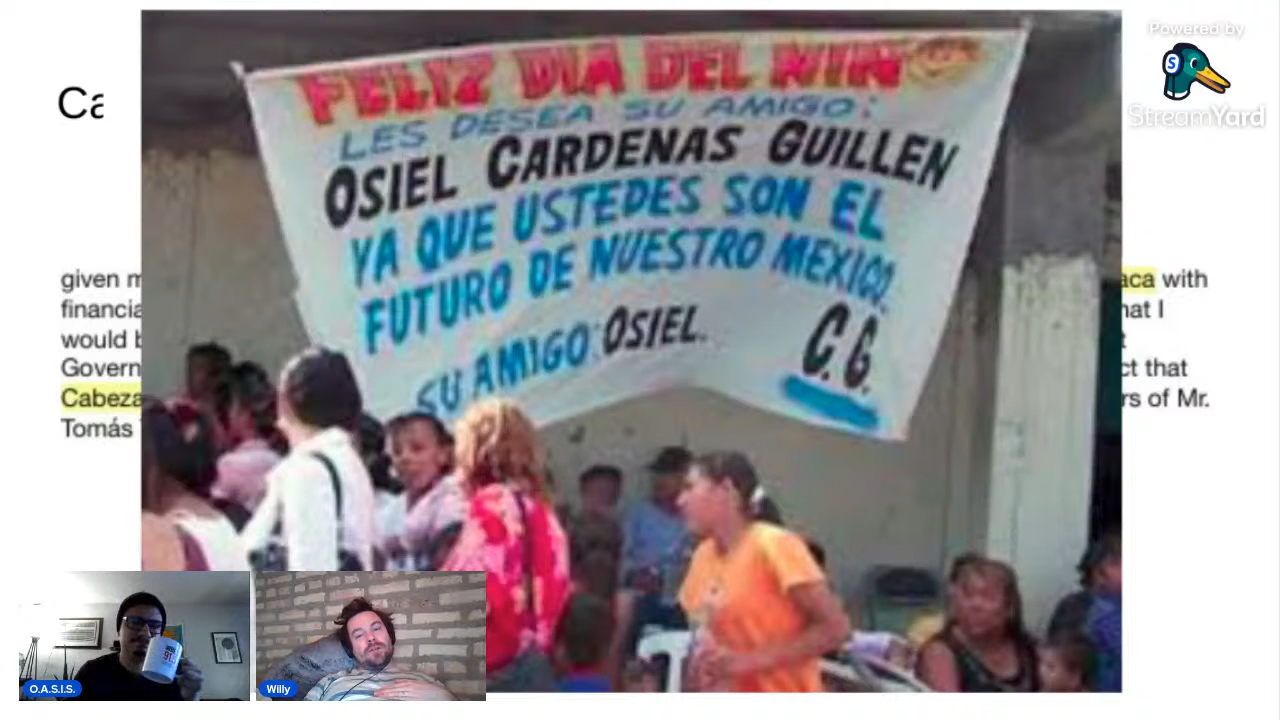 Powered by
S
StreamYard
Ca
FELIZ DIA DEL NIÑO
LES DESEA SU AMIGO:
OSIEL CARDENAS GUILLEN
YA QUE USTEDES SON EL
FUTURO DE NUESTRO MEXICO.
SU AMIGO: OSIEL.
C. G.
given m
aca with
financia
hat I
would b
t
Govern
ct that
Cabeza
rs of Mr.
Tomás
O.A.S.I.S.
Willy